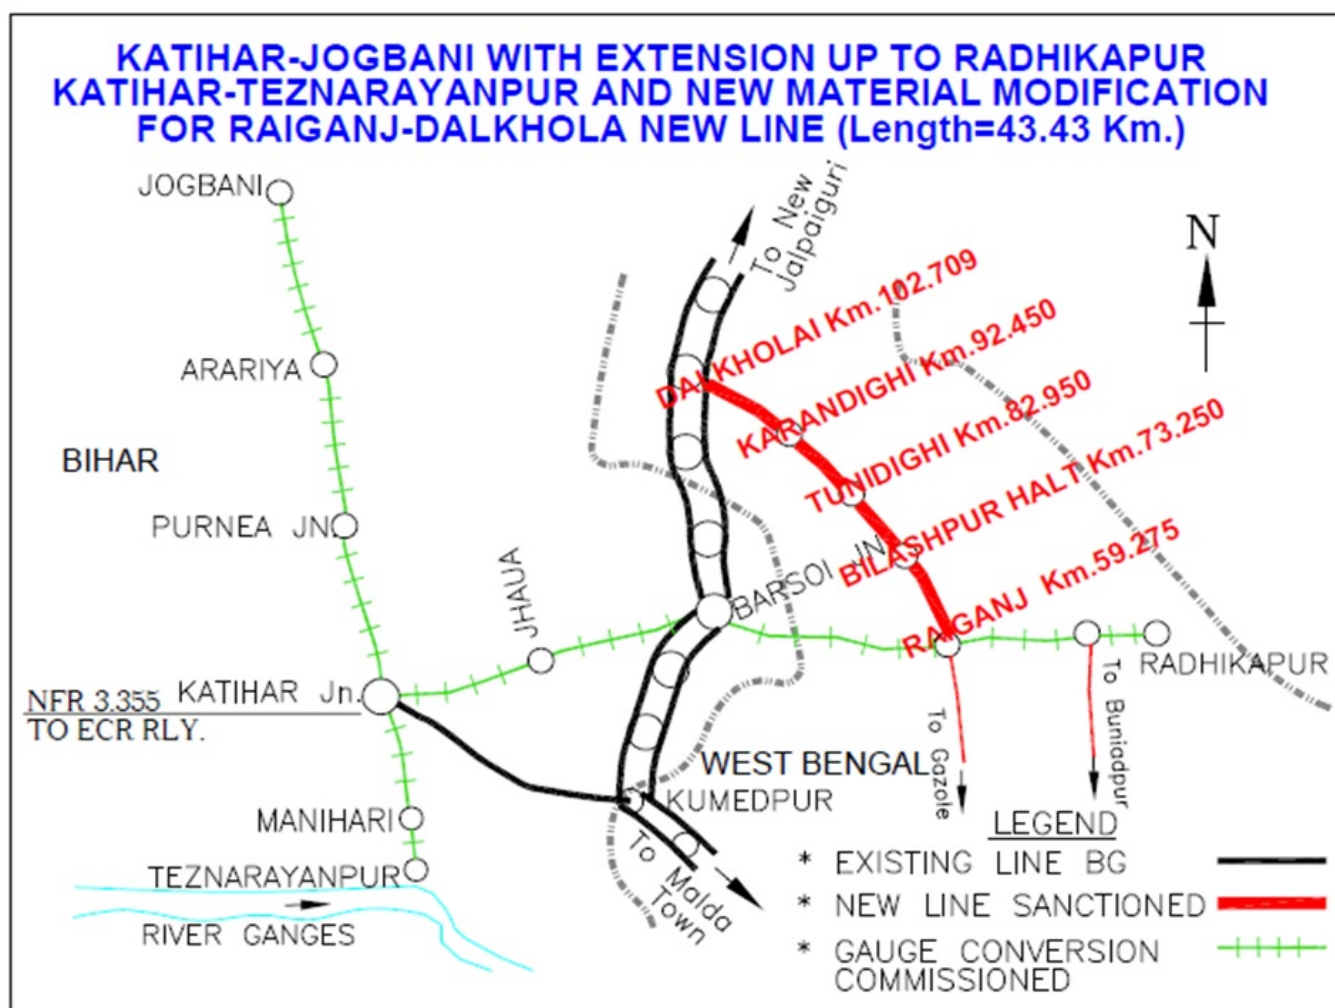 KATIHAR-JOGBANI WITH EXTENSION UP TO RADHIKAPUR
KATIHAR-TEZNARAYANPUR AND NEW MATERIAL MODIFICATION
FOR RAIGANJ-DALKHOLA NEW LINE (Length=43.43 Km.)
JOGBANI
To New
Jalpaiguri
N
DALKHOLAI Km.102.709
ARARIYA
KARANDIGHI Km.92.450
BIHAR
TUNIDIGHI Km.82.950
PURNEA JN.
BILASHPUR HALT Km.73.250
JHAUA
BARSOI JN
RAIGANJ Km.59.275
RADHIKAPUR
KATIHAR Jn.
NFR 3.355
TO ECR RLY.
To Gazole
To Buniadpur
WEST BENGAL
KUMEDPUR
MANIHARI
To Malda
Town
TEZNARAYANPUR
RIVER GANGES
LEGEND
* EXISTING LINE BG
* NEW LINE SANCTIONED
* GAUGE CONVERSION
COMMISSIONED